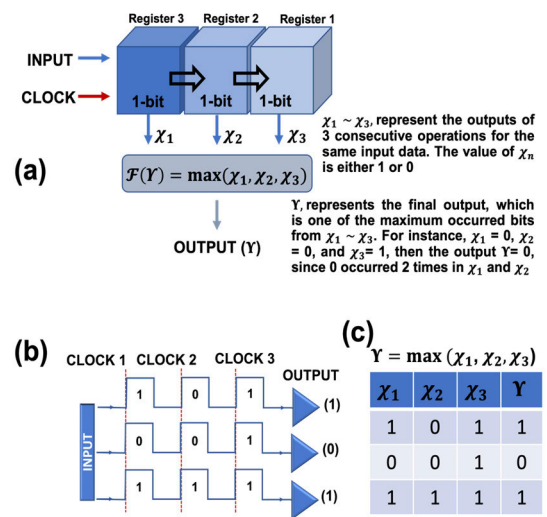 Register 3 Register 2 Register 1
INPUT
CLOCK
1-bit 1-bit 1-bit
χ₁ χ₂ χ₃
(a)
ℱ(ϒ) = max(χ₁, χ₂, χ₃)
OUTPUT (ϒ)
χ₁ ~ χ₃, represent the outputs of
3 consecutive operations for the
same input data. The value of χₙ
is either 1 or 0
ϒ, represents the final output, which
is one of the maximum occurred bits
from χ₁ ~ χ₃. For instance, χ₁ = 0, χ₂
= 0, and χ₃= 1, then the output ϒ= 0,
since 0 occurred 2 times in χ₁ and χ₂
(b)
CLOCK 1 CLOCK 2 CLOCK 3
OUTPUT
INPUT
1 0 1 (1)
0 0 1 (0)
1 1 1 (1)
(c)
ϒ = max (χ₁, χ₂, χ₃)
χ₁ χ₂ χ₃ ϒ
1 0 1 1
0 0 1 0
1 1 1 1